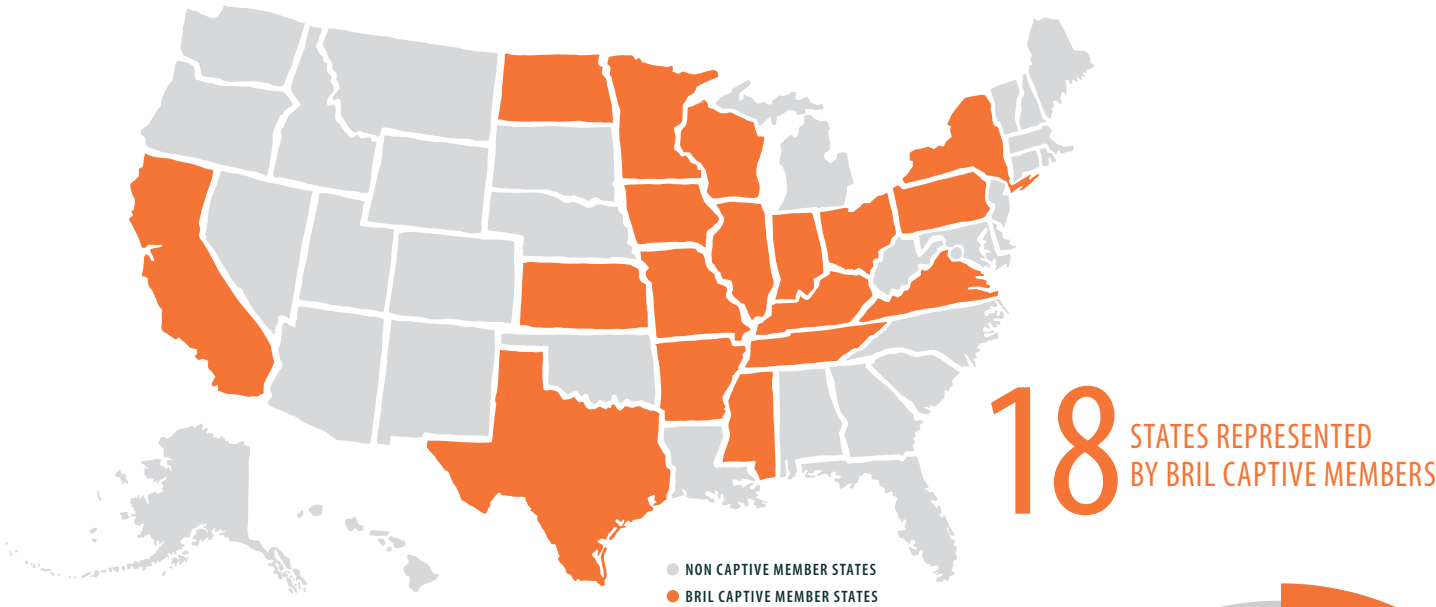 18
STATES REPRESENTED
BY BRIL CAPTIVE MEMBERS
NON CAPTIVE MEMBER STATES
BRIL CAPTIVE MEMBER STATES